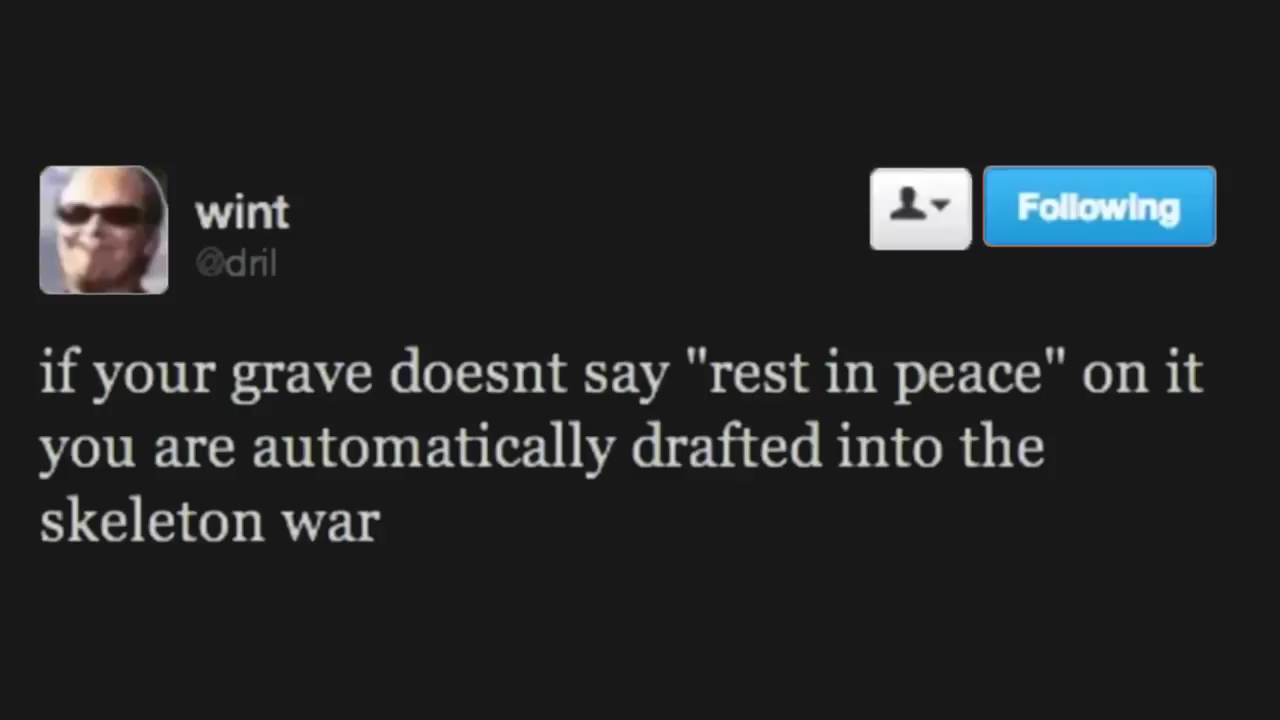 wint
@dril
Following
if your grave doesnt say "rest in peace" on it
you are automatically drafted into the
skeleton war